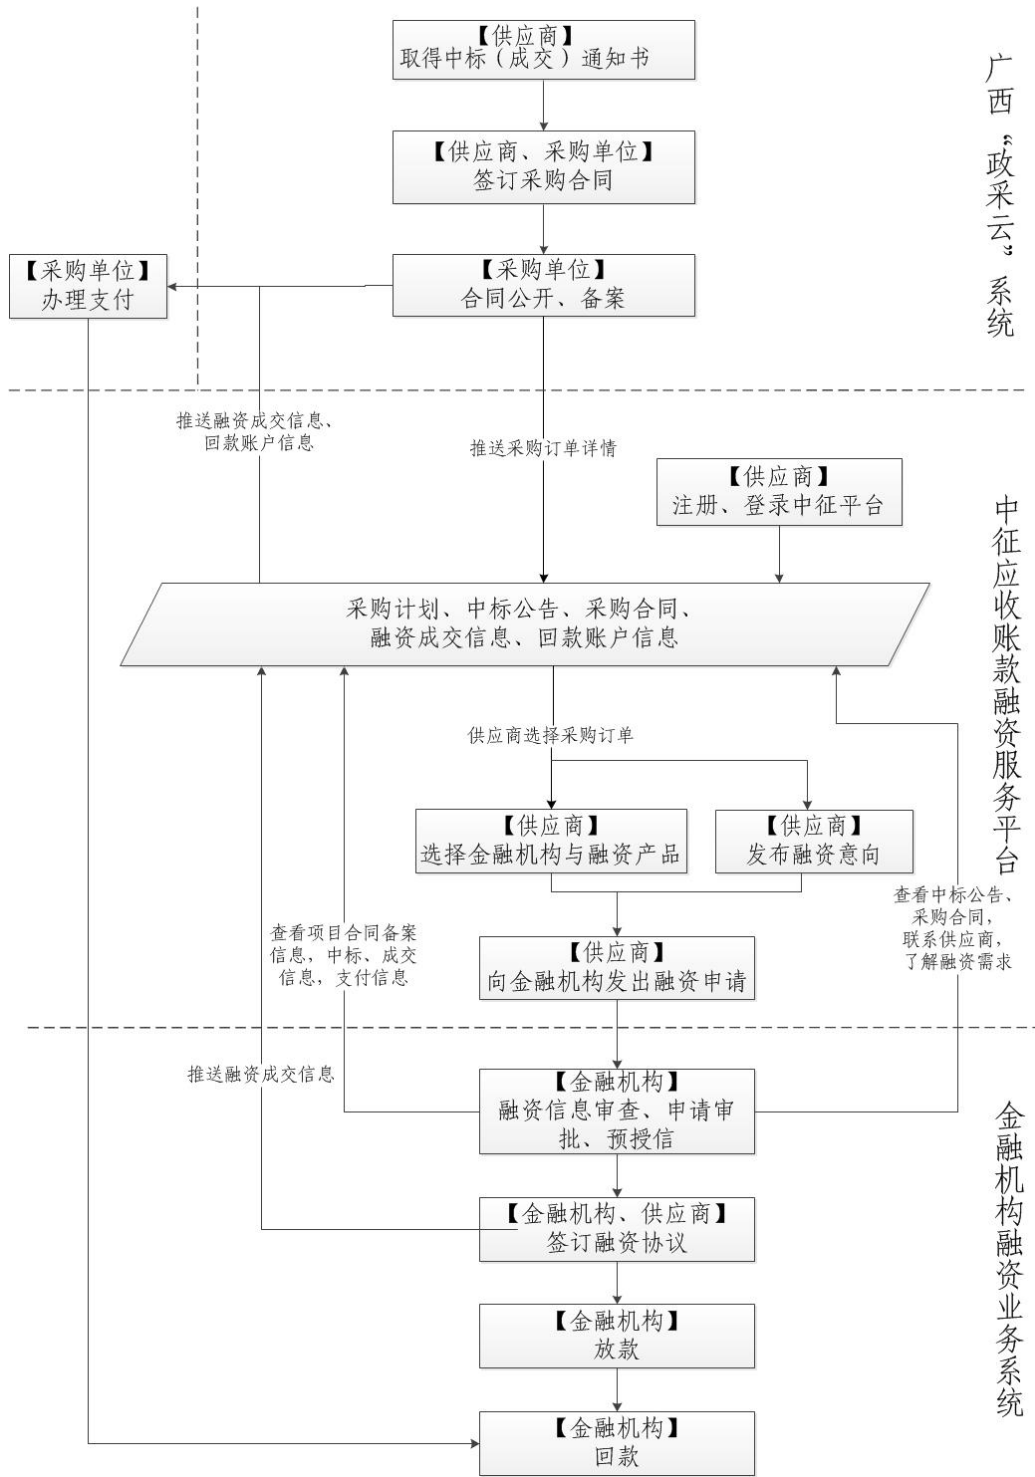 【供应商】
取得中标（成交）通知书
【供应商、采购单位】
签订采购合同
【采购单位】
合同公开、备案
【采购单位】
办理支付
广西“政采云”系统
推送融资成交信息、
回款账户信息
推送采购订单详情
【供应商】
注册、登录中征平台
采购计划、中标公告、采购合同、
融资成交信息、回款账户信息
中征应收账款融资服务平台
供应商选择采购订单
【供应商】
选择金融机构与融资产品
【供应商】
发布融资意向
查看中标公告、
采购合同，
联系供应商，
了解融资需求
查看项目合同备案
信息，中标、成交
信息，支付信息
【供应商】
向金融机构发出融资申请
推送融资成交信息
【金融机构】
融资信息审查、申请审
批、预授信
【金融机构、供应商】
签订融资协议
【金融机构】
放款
【金融机构】
回款
金融机构融资业务系统